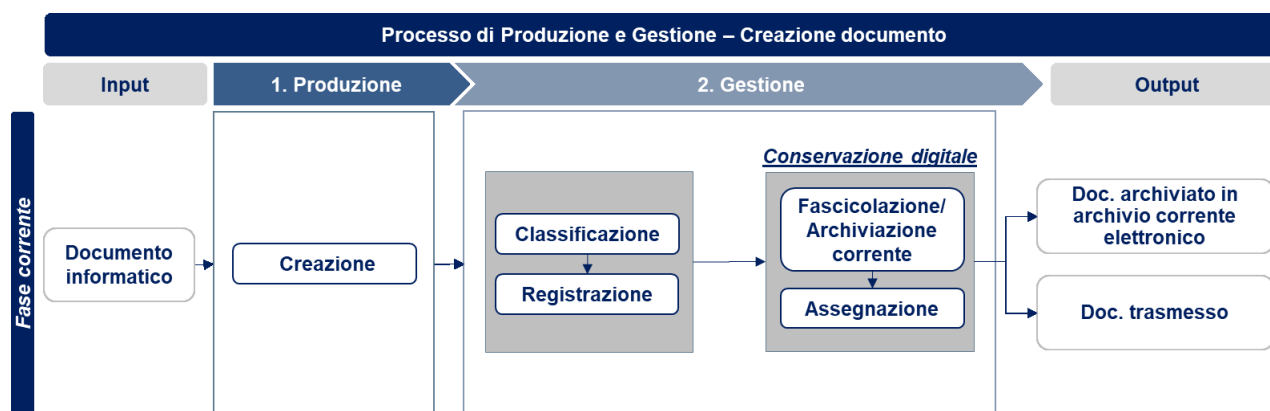 Processo di Produzione e Gestione – Creazione documento
Input
1. Produzione
2. Gestione
Output
Fase corrente
Documento
informatico
Creazione
Classificazione
Registrazione
Conservazione digitale
Fascicolazione/
Archiviazione
corrente
Assegnazione
Doc. archiviato in
archivio corrente
elettronico
Doc. trasmesso